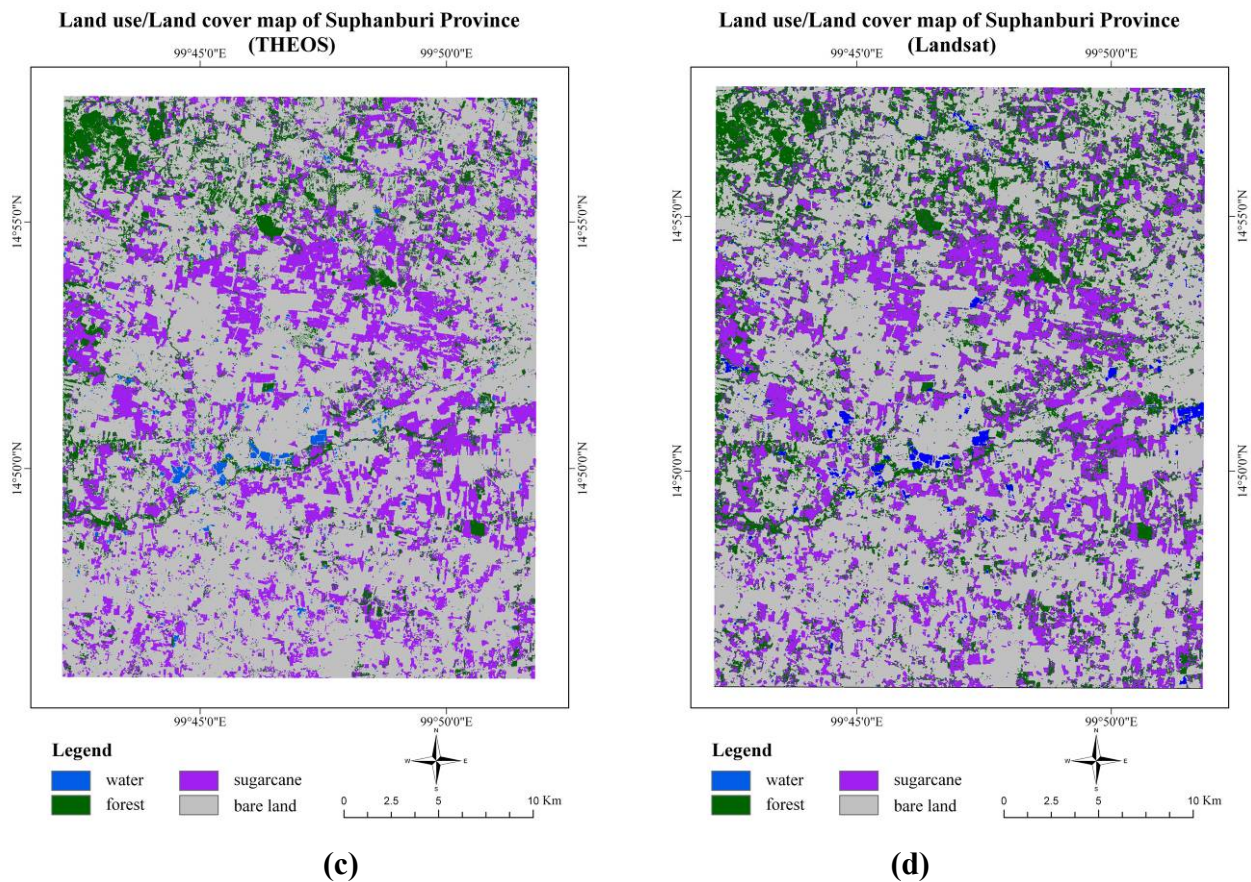 Land use/Land cover map of Suphanburi Province
(THEOS)
99°45'0"E 99°50'0"E
14°55'0"N 14°55'0"N
14°50'0"N 14°50'0"N
99°45'0"E 99°50'0"E
Legend
water sugarcane
forest bare land
N
W E
S
0 2.5 5 10 Km
(c)
Land use/Land cover map of Suphanburi Province
(Landsat)
99°45'0"E 99°50'0"E
14°55'0"N 14°55'0"N
14°50'0"N 14°50'0"N
99°45'0"E 99°50'0"E
Legend
water sugarcane
forest bare land
N
W E
S
0 2.5 5 10 Km
(d)